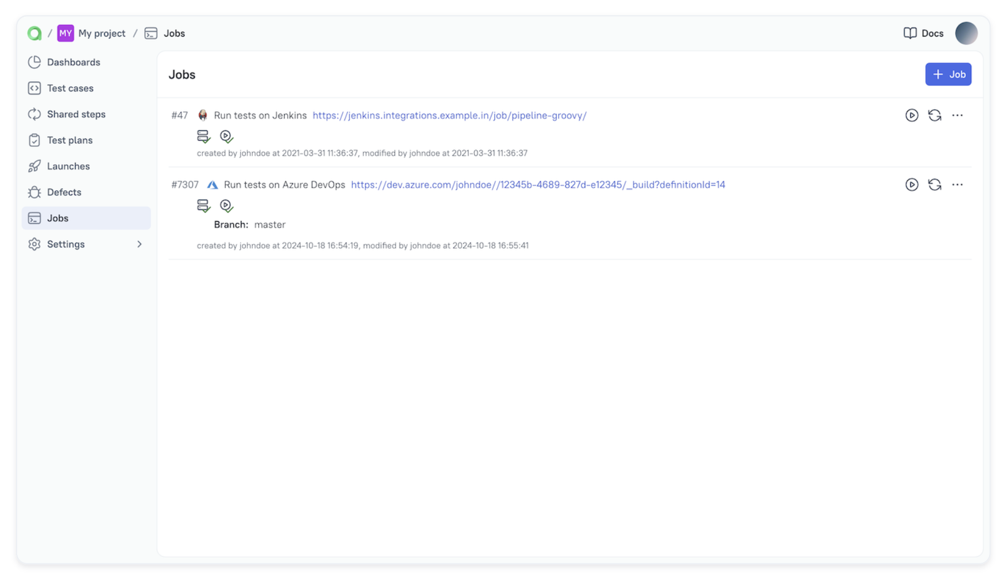 / MY My project / Jobs
Docs
Dashboards
Test cases
Shared steps
Test plans
Launches
Defects
Jobs
Settings
Jobs
+ Job
#47 Run tests on Jenkins https://jenkins.integrations.example.in/job/pipeline-groovy/
created by johndoe at 2021-03-31 11:36:37, modified by johndoe at 2021-03-31 11:36:37
#7307 Run tests on Azure DevOps https://dev.azure.com/johndoe//12345b-4689-827d-e12345/_build?definitionId=14
Branch: master
created by johndoe at 2024-10-18 16:54:19, modified by johndoe at 2024-10-18 16:55:41